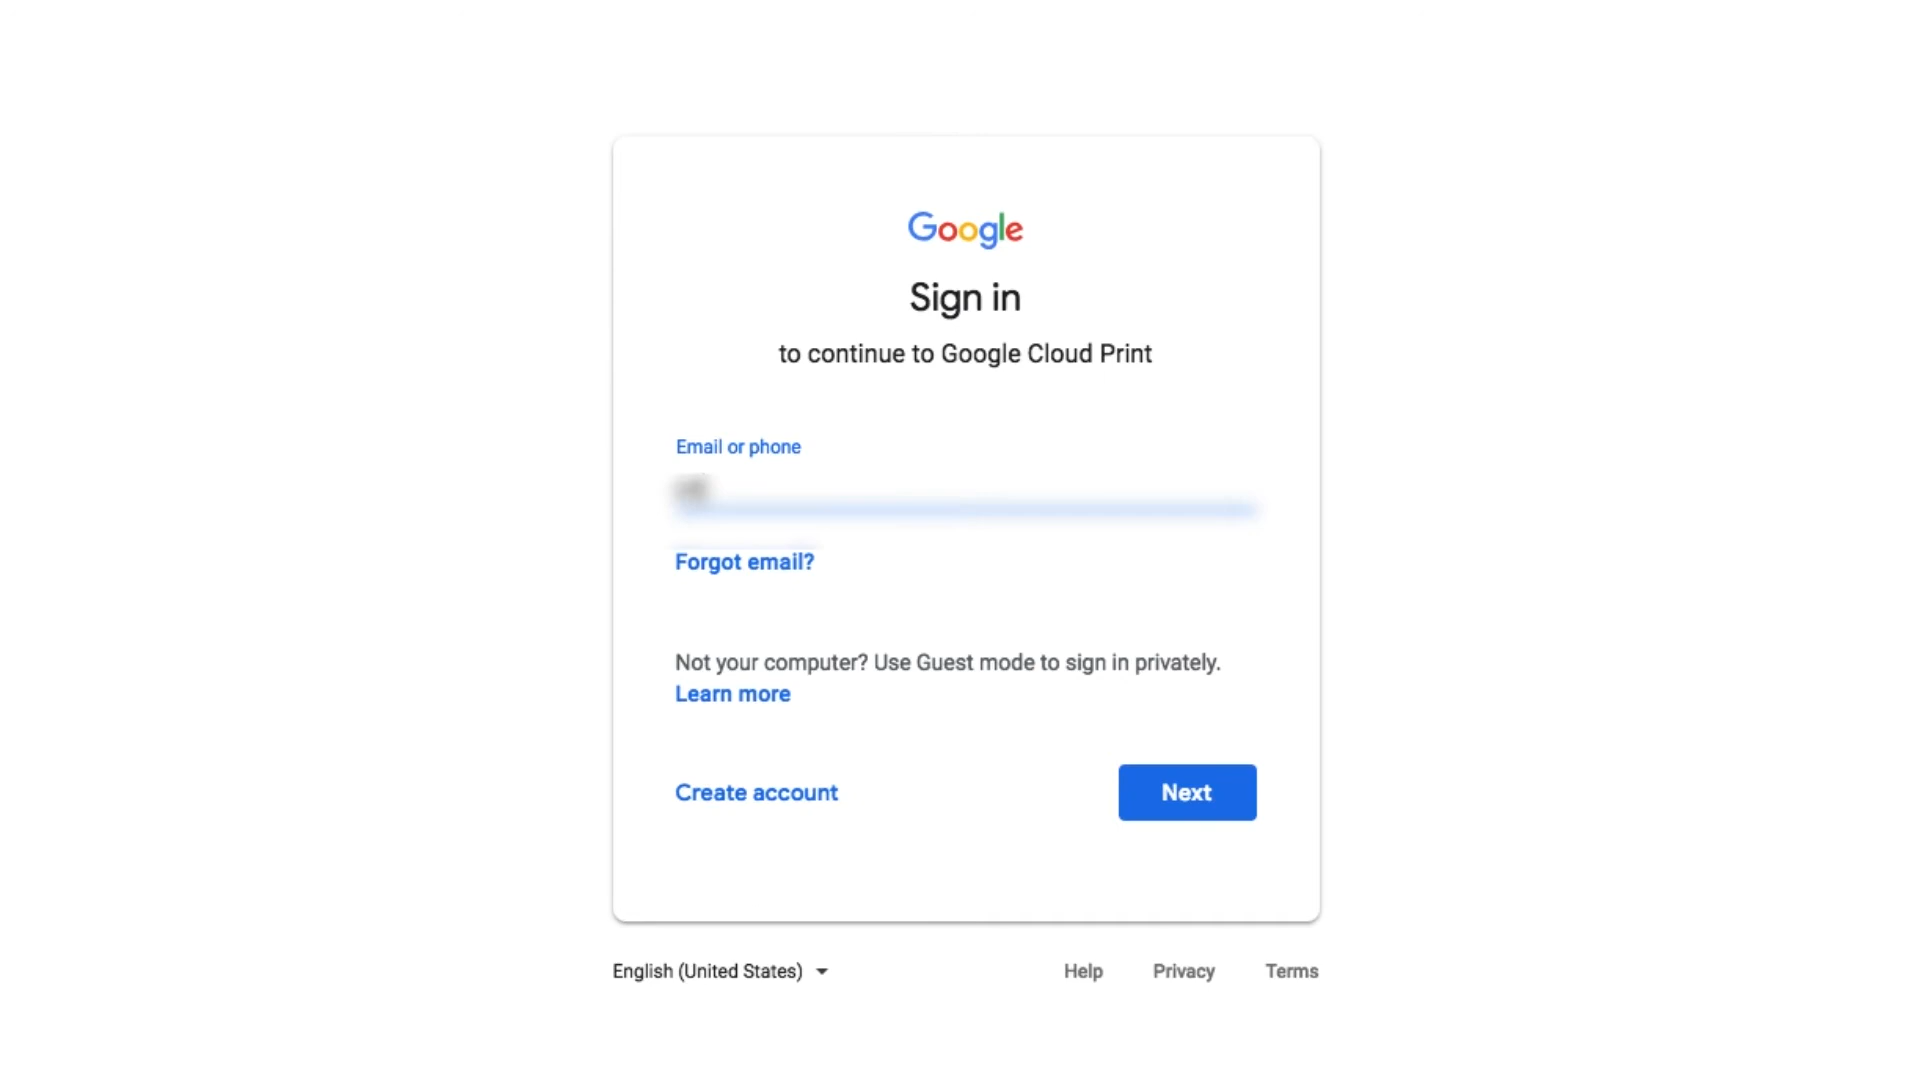 Google
Sign in
to continue to Google Cloud Print
Email or phone
Forgot email?
Not your computer? Use Guest mode to sign in privately.
Learn more
Create account
Next
English (United States)
Help
Privacy
Terms